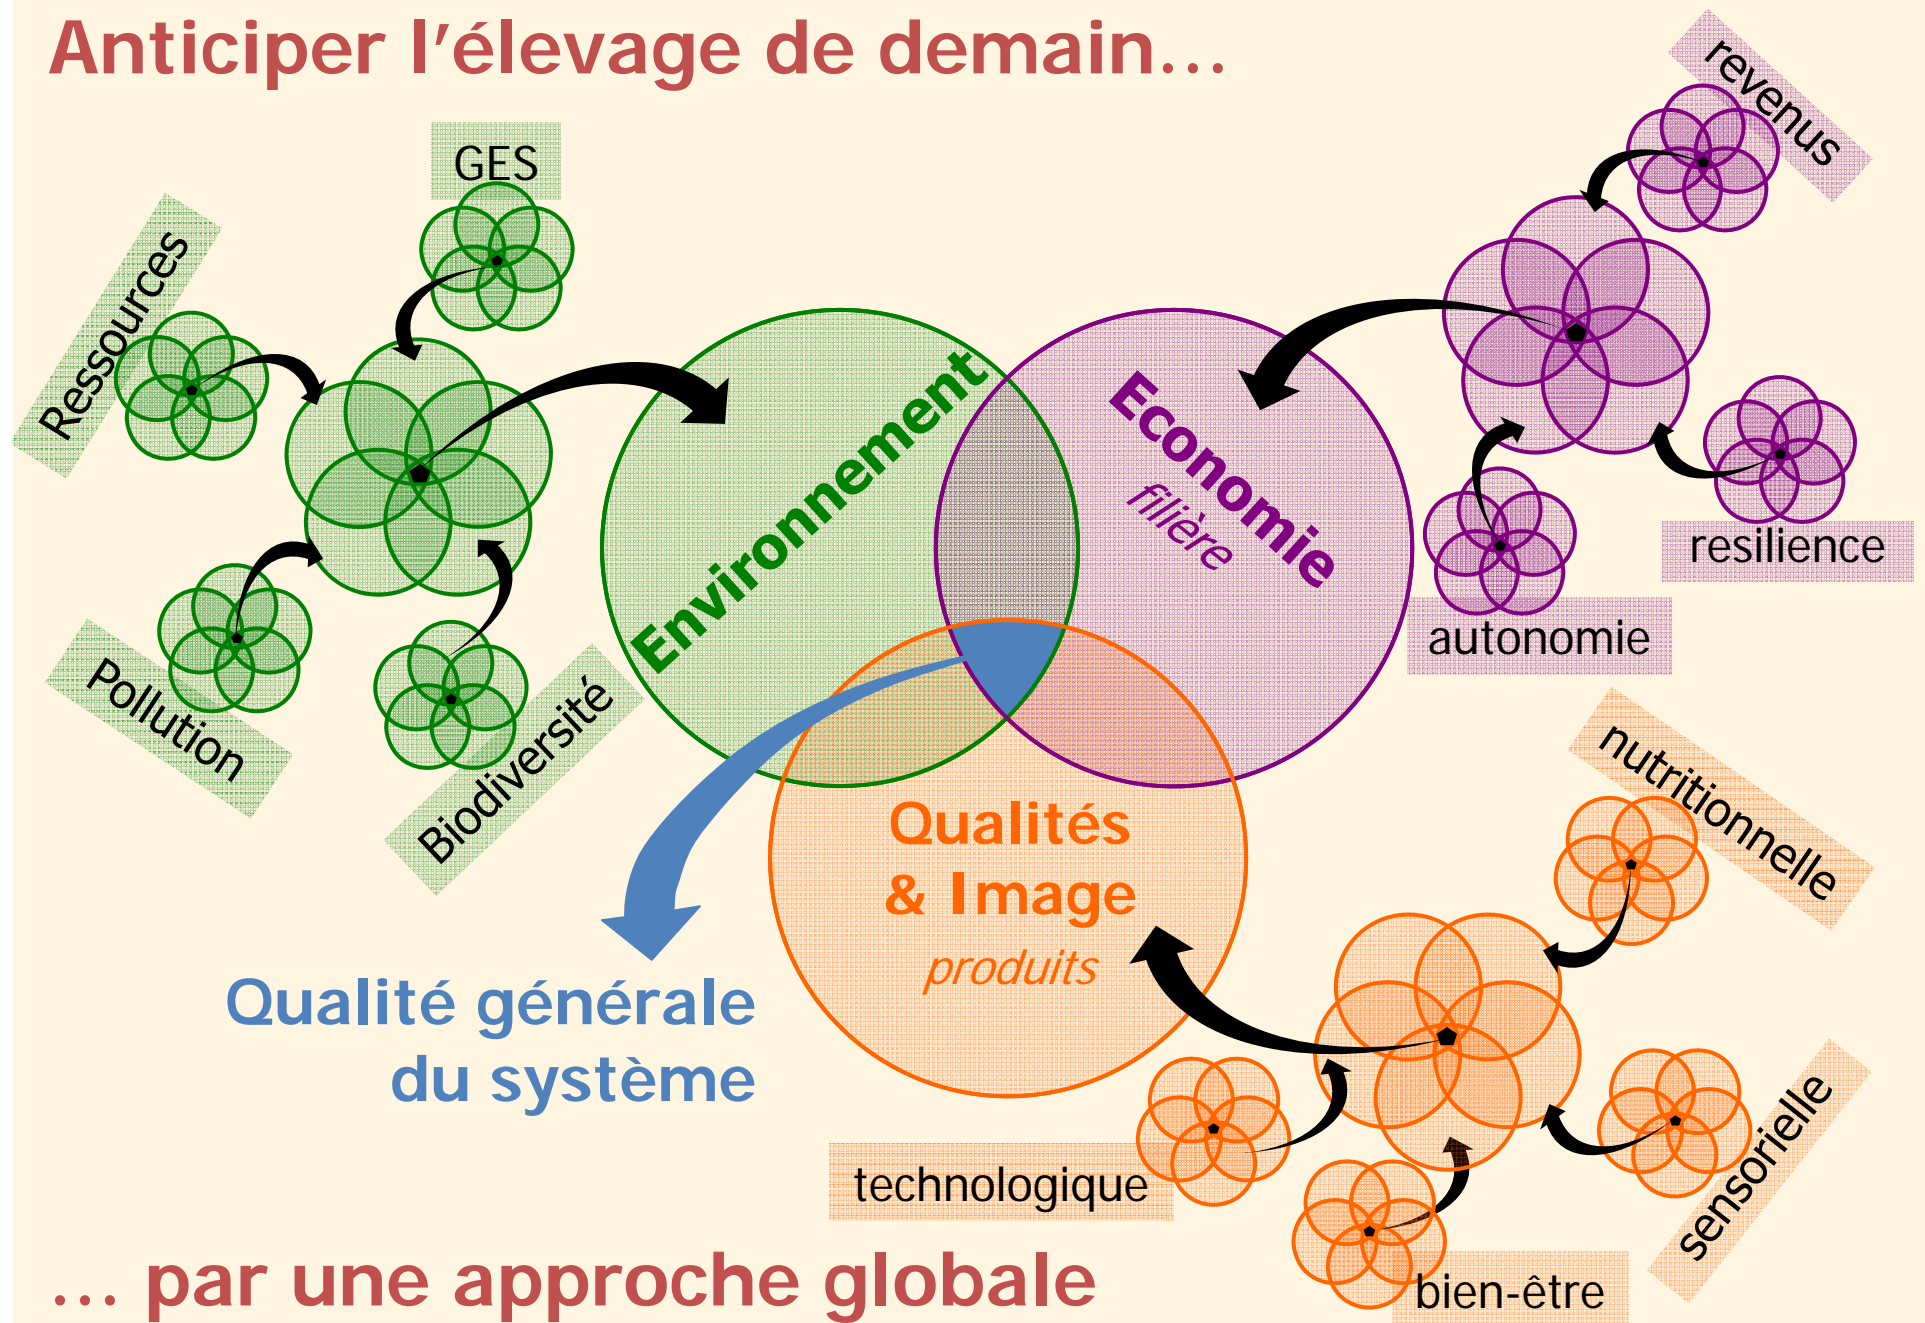 Anticiper l'élevage de demain…
GES
Ressources
Pollution
Biodiversité
Environnement
Economie
filière
revenus
resilience
autonomie
Qualités
& Image
produits
nutritionnelle
sensorielle
technologique
bien-être
Qualité générale
du système
… par une approche globale